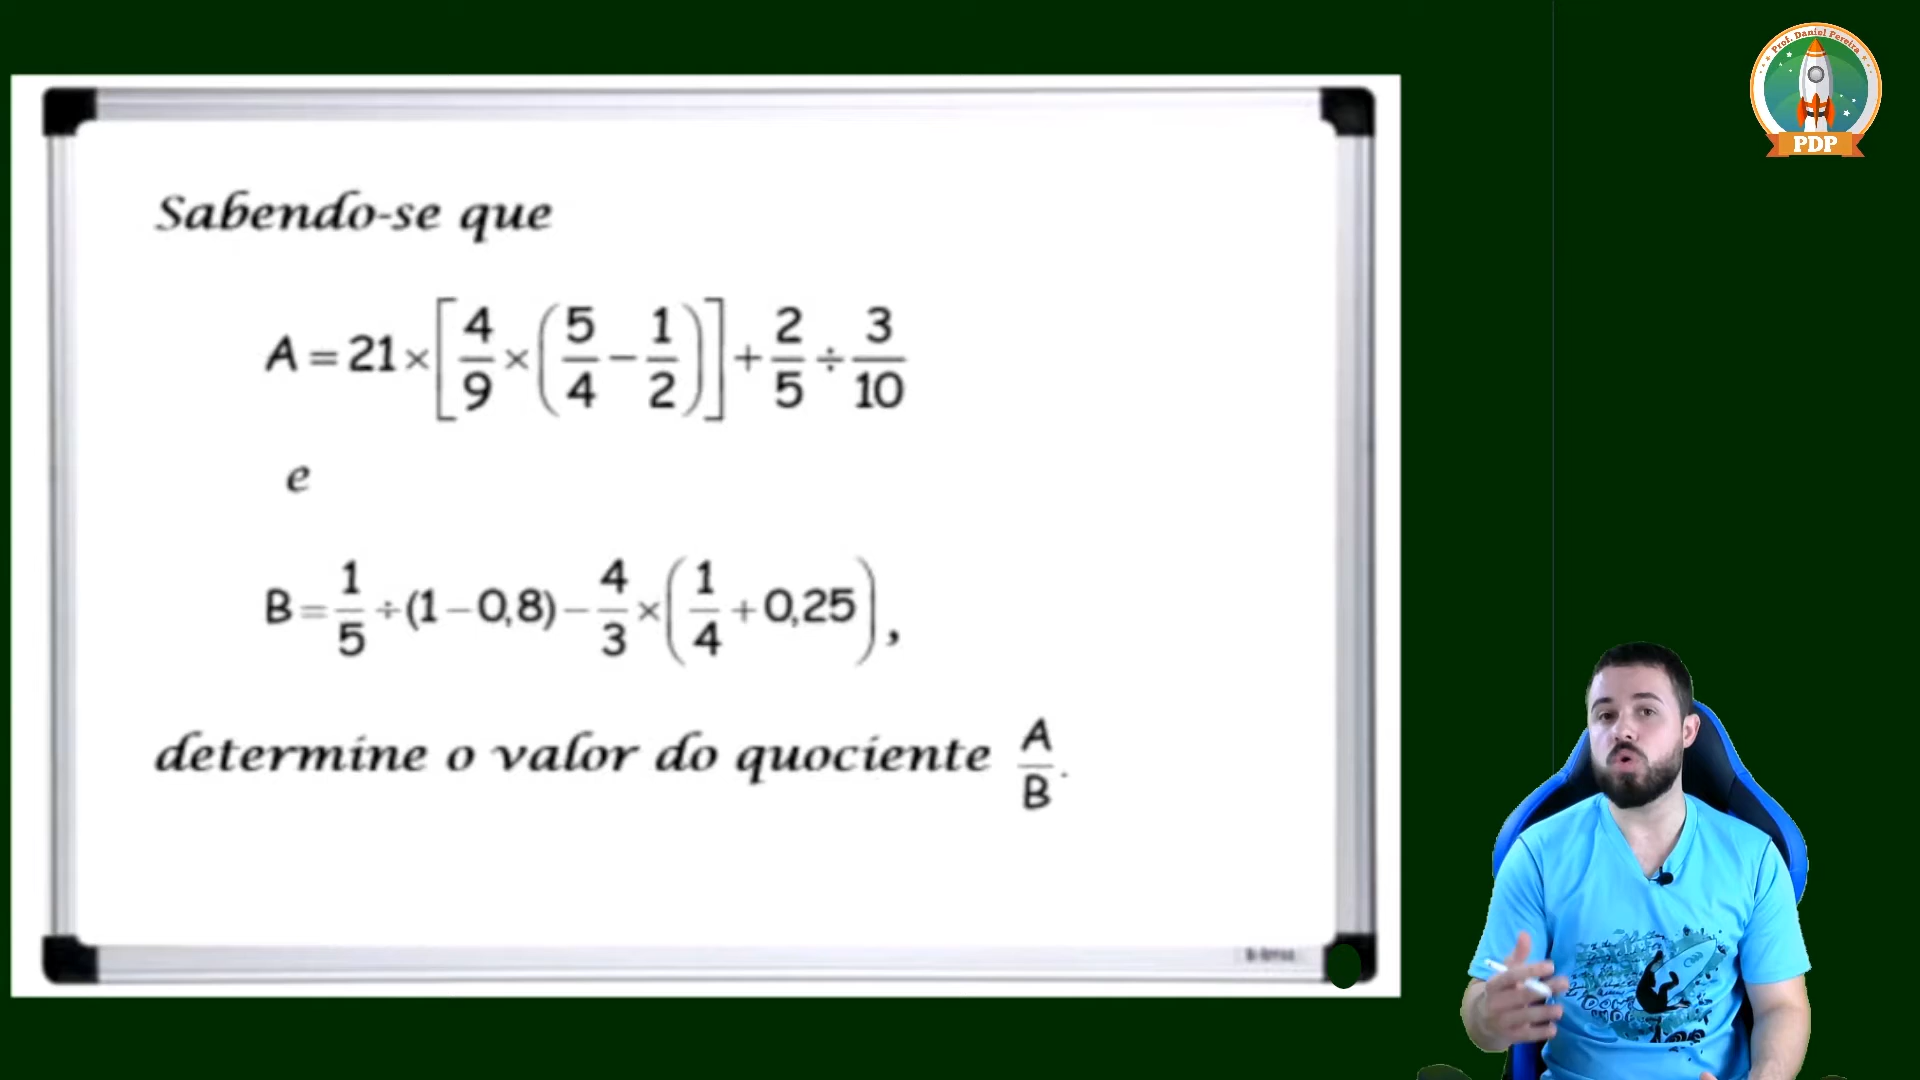 Sabendo-se que
A = 21 × [4/9 × (5/4 − 1/2)] + 2/5 ÷ 3/10
e
B = 1/5 ÷ (1 − 0,8) − 4/3 × (1/4 + 0,25),
determine o valor do quociente A/B.
Prof. Daniel Pereira
PDP